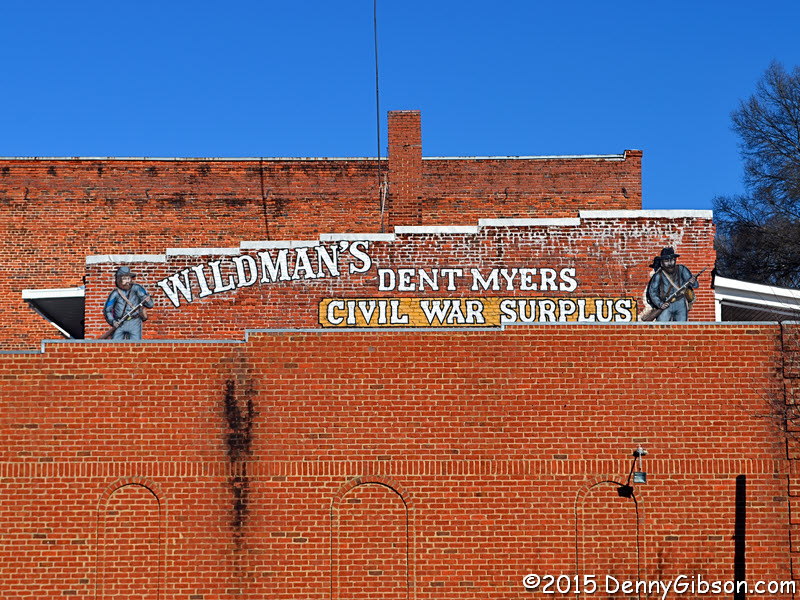 WILDMAN'S
DENT MYERS
CIVIL WAR SURPLUS
©2015 DennyGibson.com